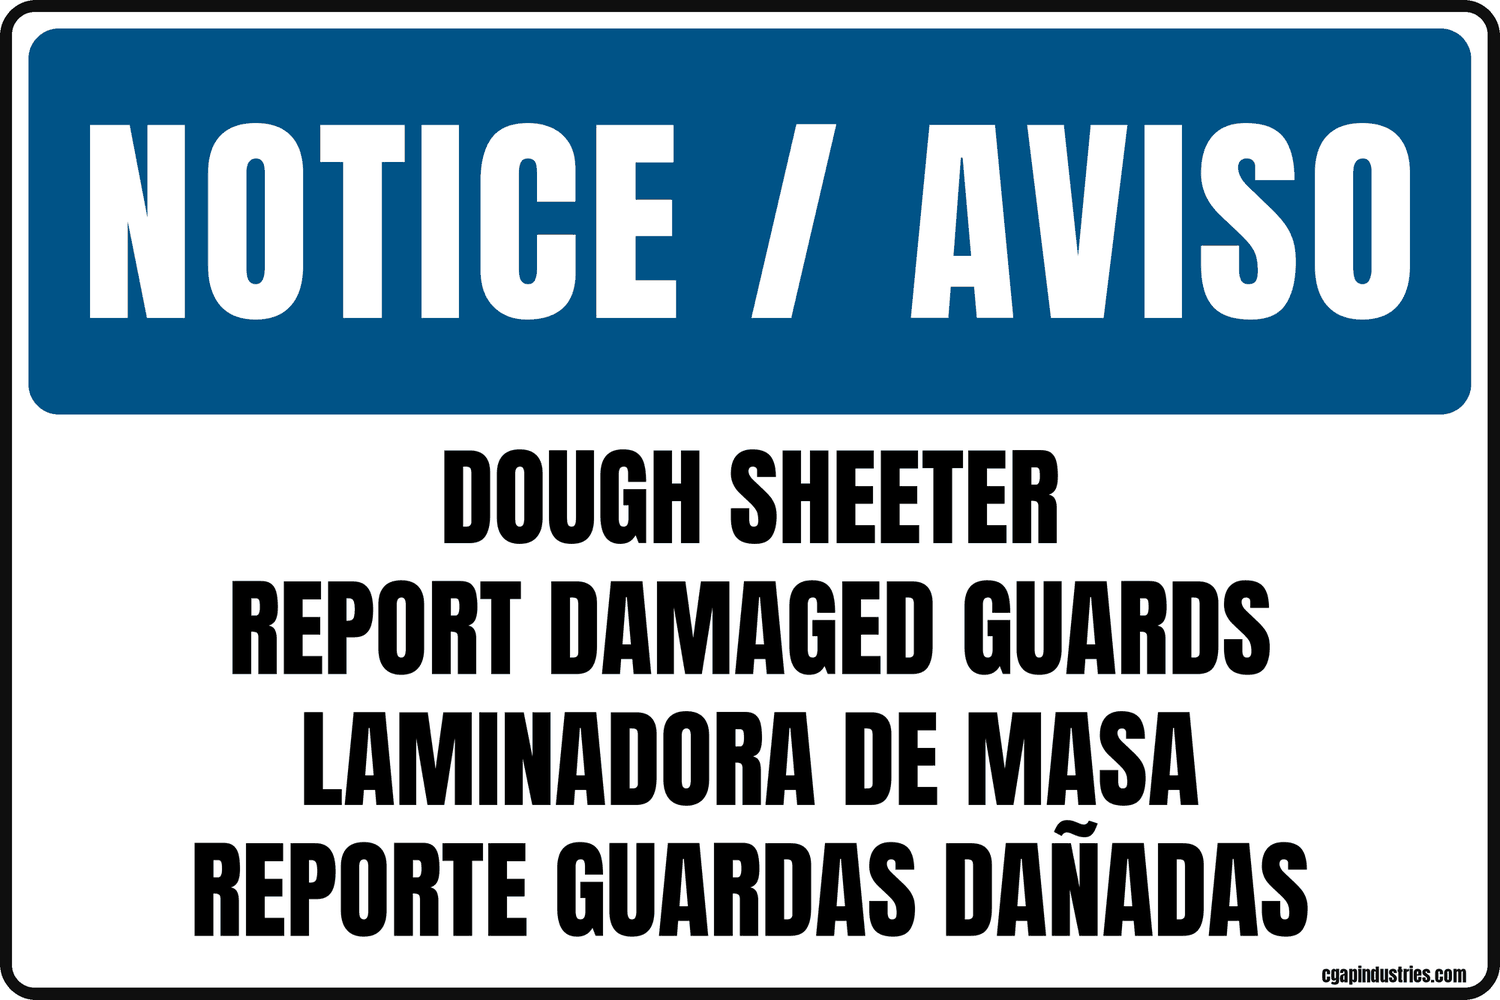 NOTICE / AVISO
DOUGH SHEETER
REPORT DAMAGED GUARDS
LAMINADORA DE MASA
REPORTE GUARDAS DAÑADAS
cgapindustries.com